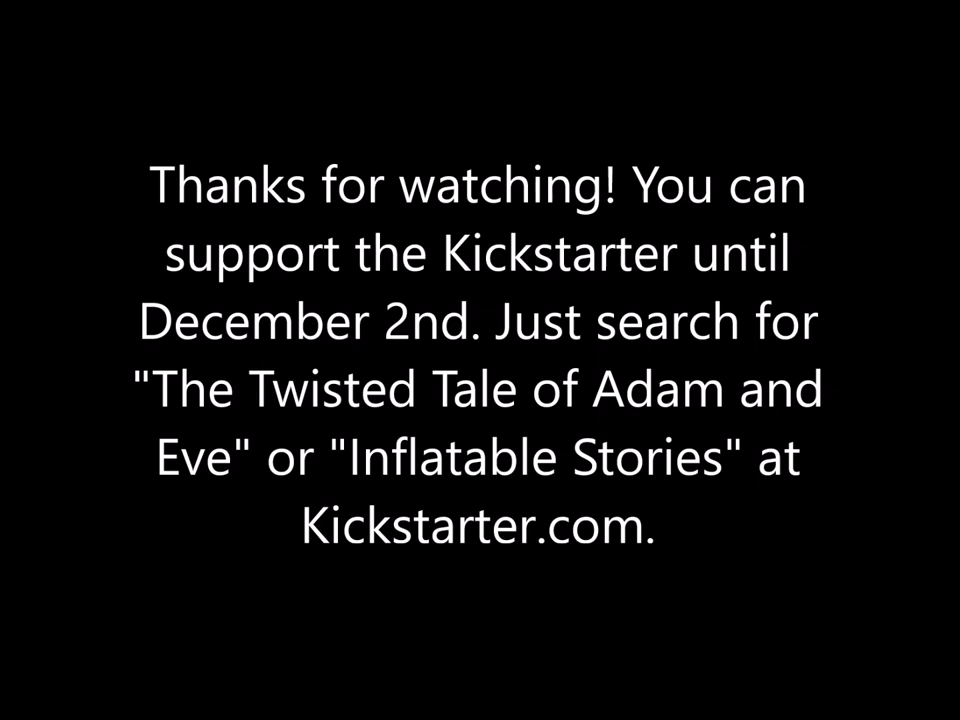 Thanks for watching! You can
support the Kickstarter until
December 2nd. Just search for
"The Twisted Tale of Adam and
Eve" or "Inflatable Stories" at
Kickstarter.com.